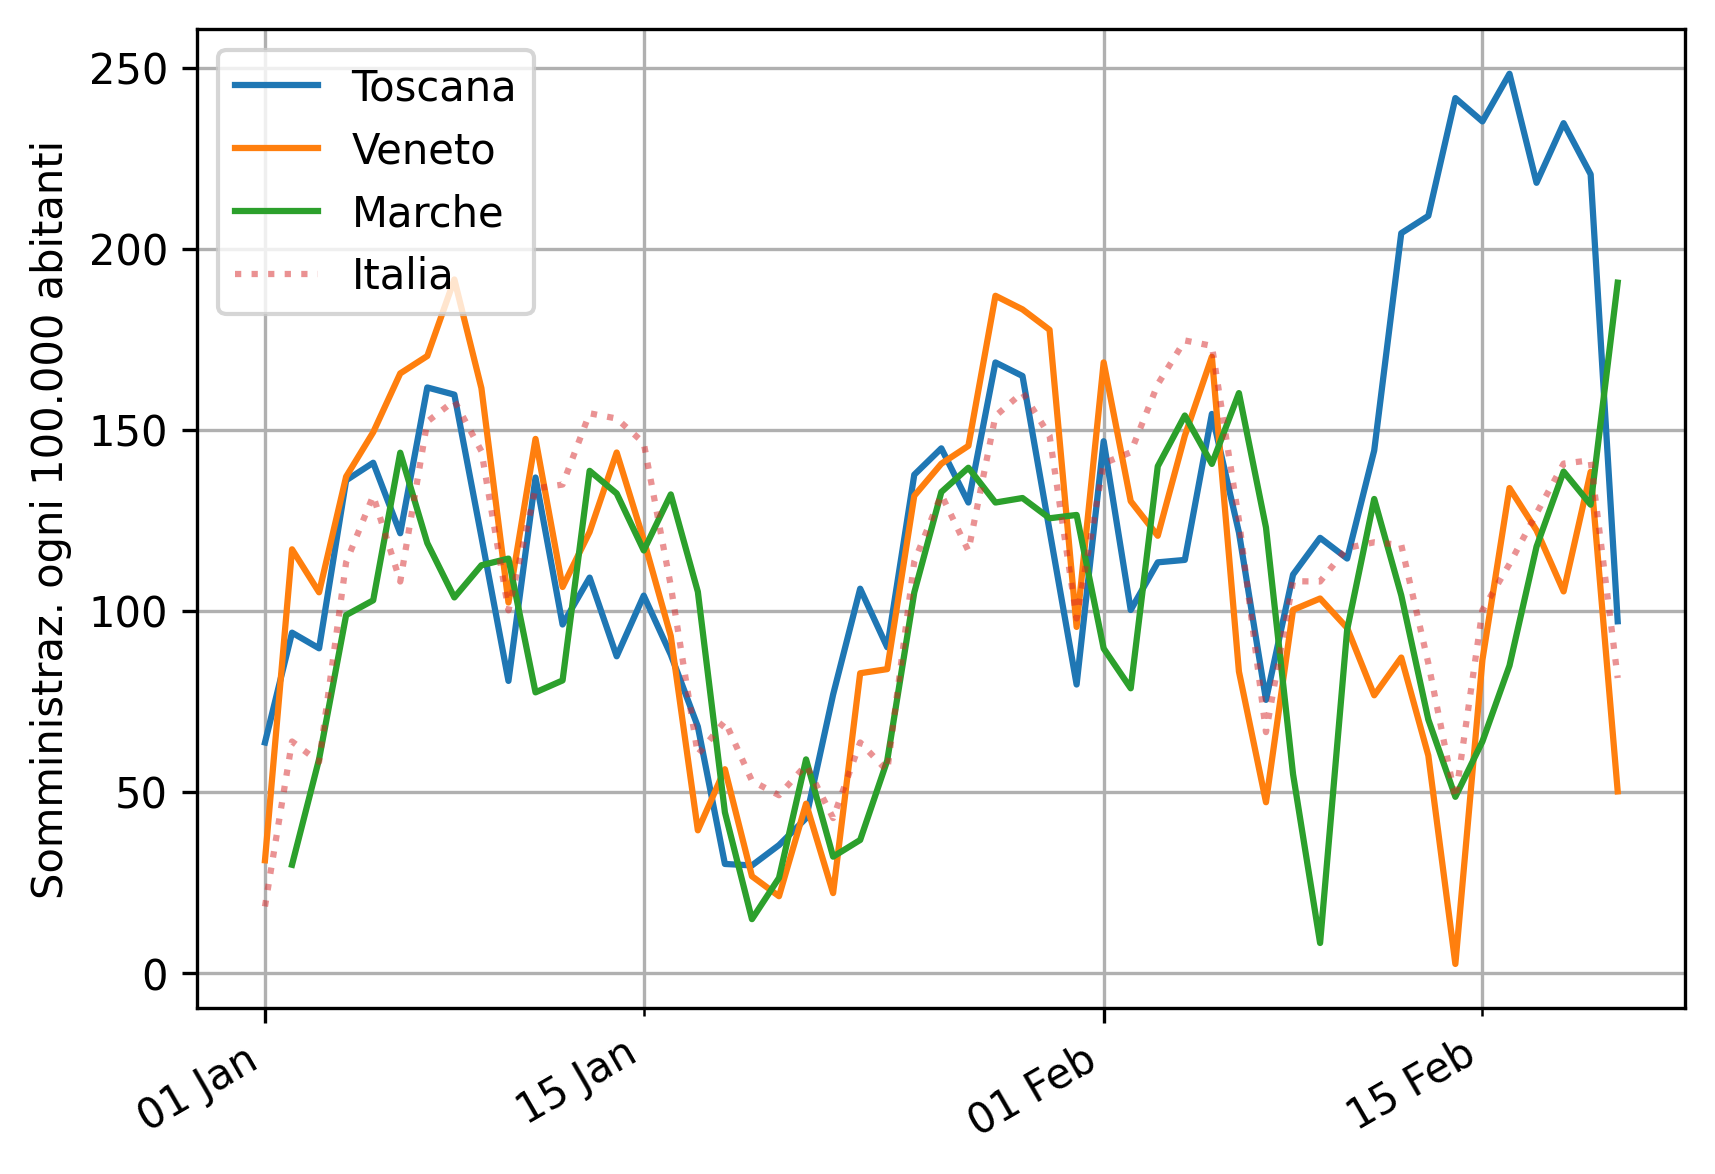 Somministraz. ogni 100.000 abitanti
250
200
150
100
50
0
Toscana
Veneto
Marche
Italia
01 Jan
15 Jan
01 Feb
15 Feb